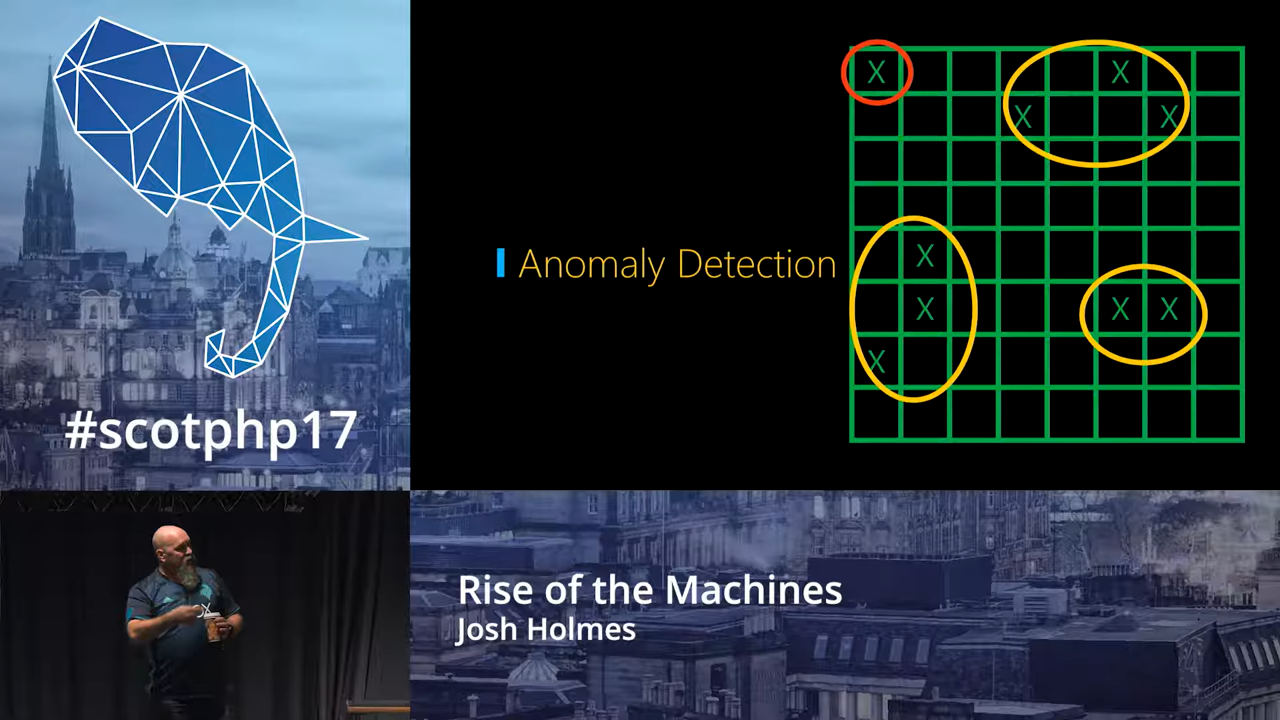 #scotphp17
Anomaly Detection
X X
X X
X
X X X
X
Rise of the Machines
Josh Holmes